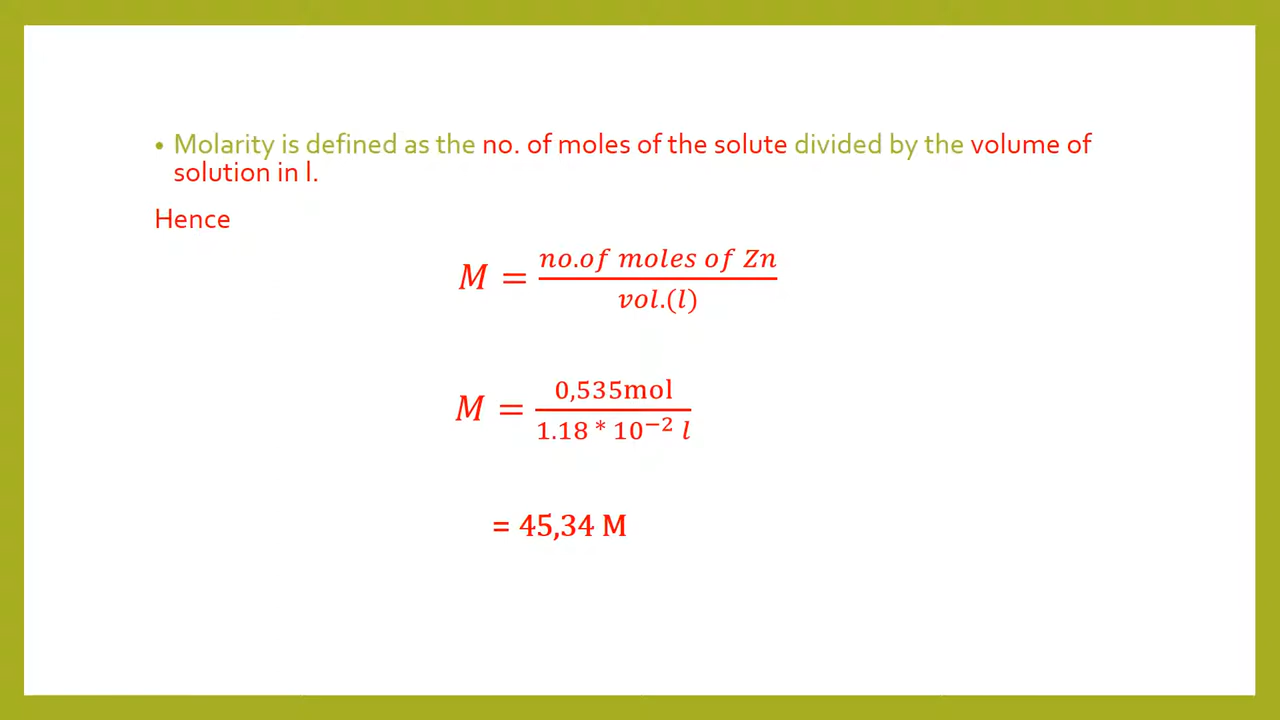 • Molarity is defined as the no. of moles of the solute divided by the volume of
solution in l.
Hence
M = no.of moles of Zn / vol.(l)
M = 0,535mol / 1.18 * 10⁻² l
= 45,34 M